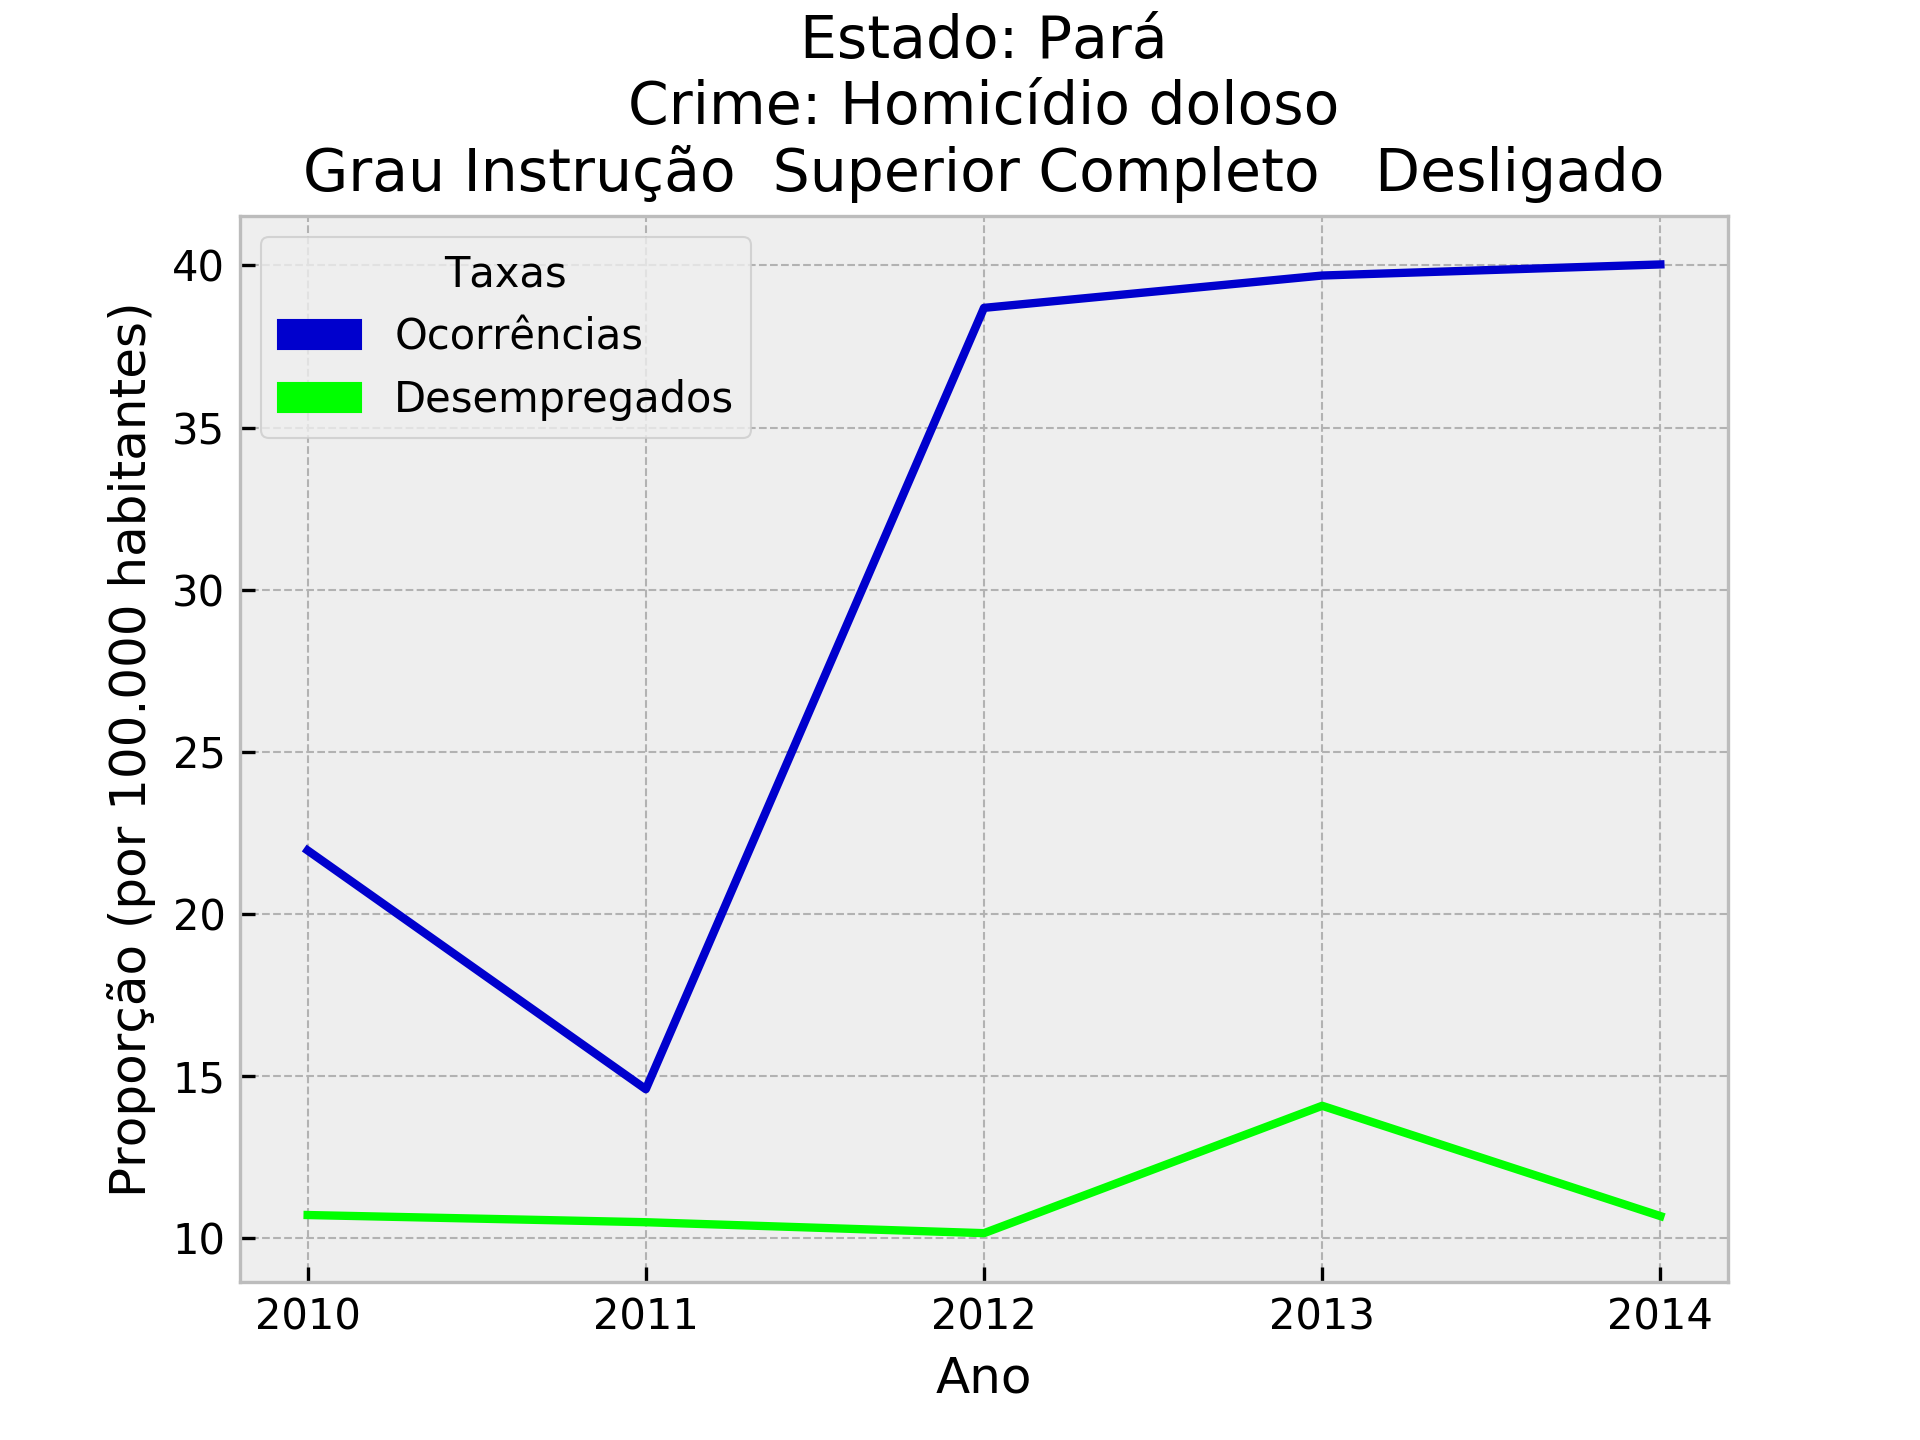 Estado: Pará
Crime: Homicídio doloso
Grau Instrução  Superior Completo   Desligado
Taxas
Ocorrências
Desempregados
Proporção (por 100.000 habitantes)
40
35
30
25
20
15
10
2010 2011 2012 2013 2014
Ano